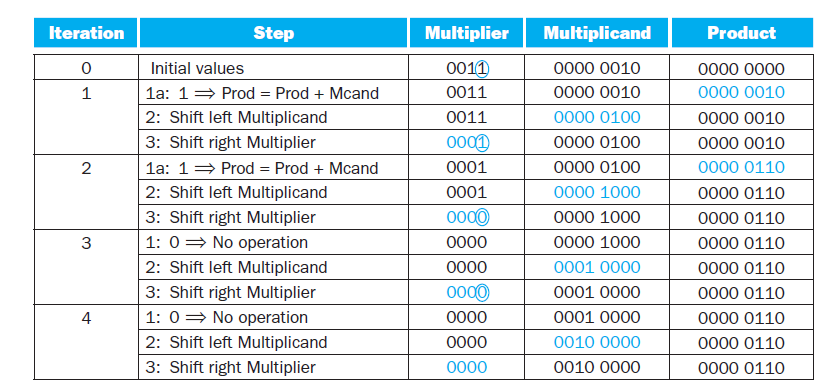 Iteration Step Multiplier Multiplicand Product
0 Initial values 0011 0000 0010 0000 0000
1 1a: 1 ⇒ Prod = Prod + Mcand 0011 0000 0010 0000 0010
2: Shift left Multiplicand 0011 0000 0100 0000 0010
3: Shift right Multiplier 0001 0000 0100 0000 0010
2 1a: 1 ⇒ Prod = Prod + Mcand 0001 0000 0100 0000 0110
2: Shift left Multiplicand 0001 0000 1000 0000 0110
3: Shift right Multiplier 0000 0000 1000 0000 0110
3 1: 0 ⇒ No operation 0000 0000 1000 0000 0110
2: Shift left Multiplicand 0000 0001 0000 0000 0110
3: Shift right Multiplier 0000 0001 0000 0000 0110
4 1: 0 ⇒ No operation 0000 0001 0000 0000 0110
2: Shift left Multiplicand 0000 0010 0000 0000 0110
3: Shift right Multiplier 0000 0010 0000 0000 0110